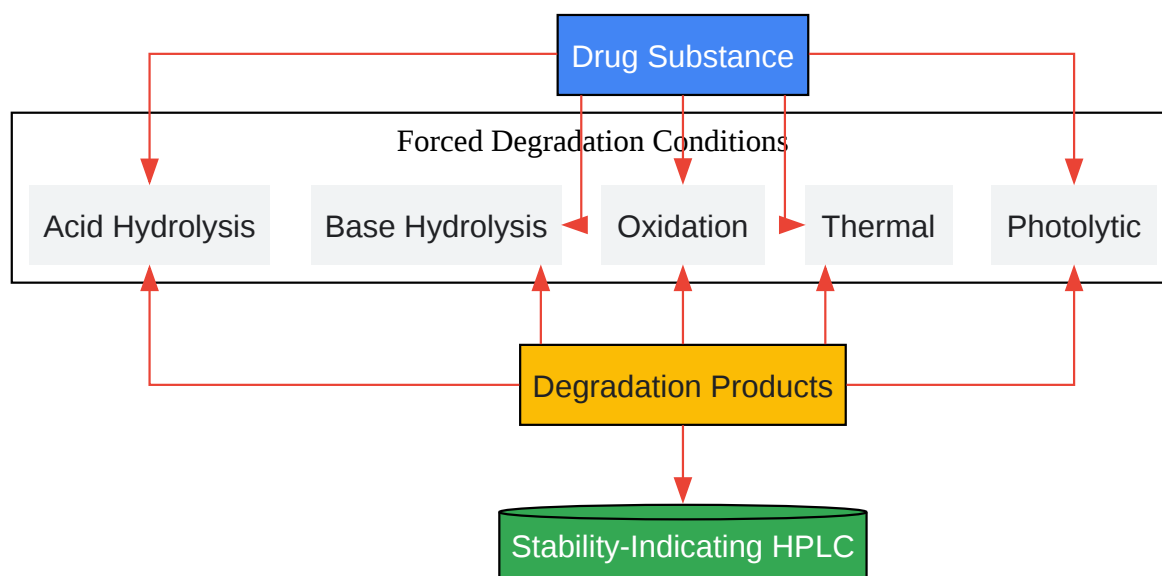 Drug Substance
Forced Degradation Conditions
Acid Hydrolysis
Base Hydrolysis
Oxidation
Thermal
Photolytic
Degradation Products
Stability-Indicating HPLC